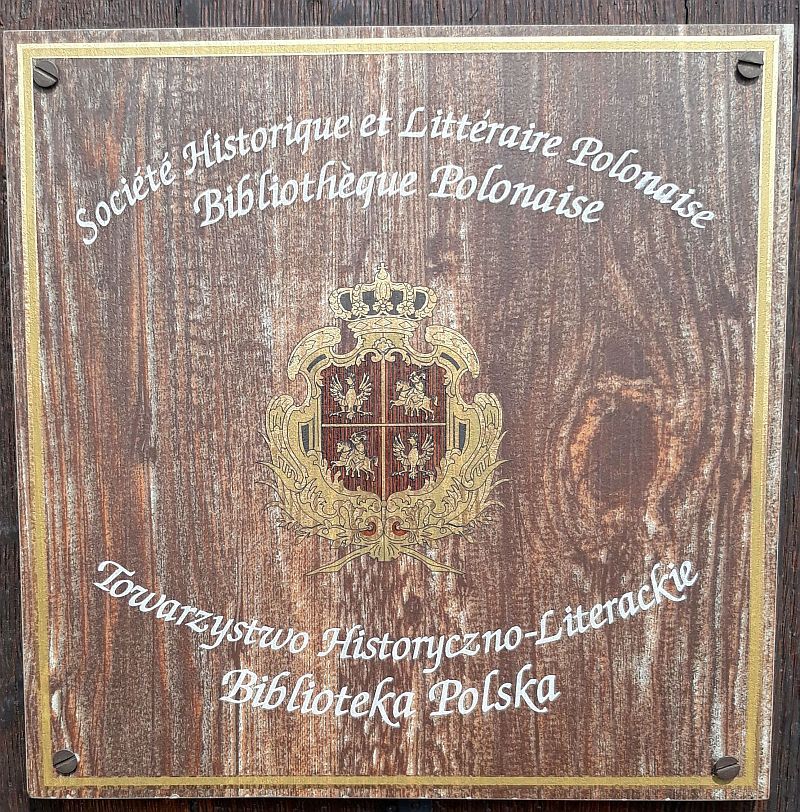 Société Historique et Littéraire Polonaise
Bibliothèque Polonaise
Towarzystwo Historyczno-Literackie
Biblioteka Polska